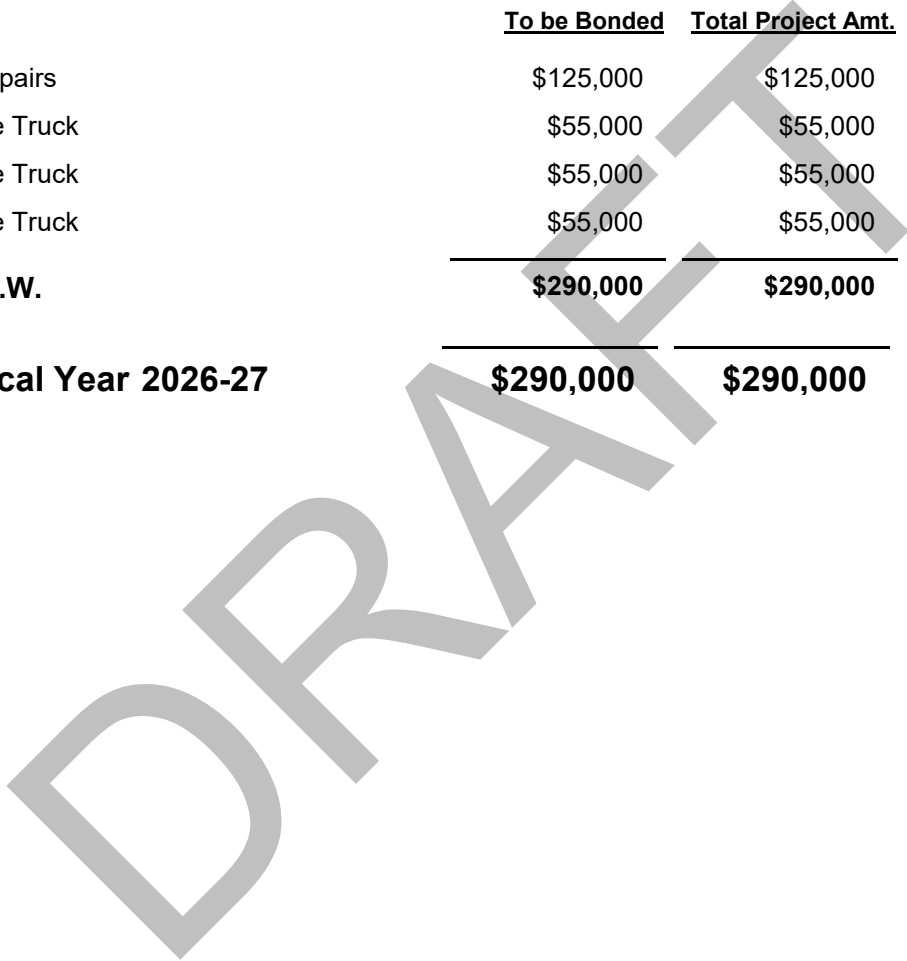 To be Bonded Total Project Amt.
pairs $125,000 $125,000
e Truck $55,000 $55,000
e Truck $55,000 $55,000
e Truck $55,000 $55,000
.W. $290,000 $290,000
cal Year 2026-27 $290,000 $290,000
DRAFT